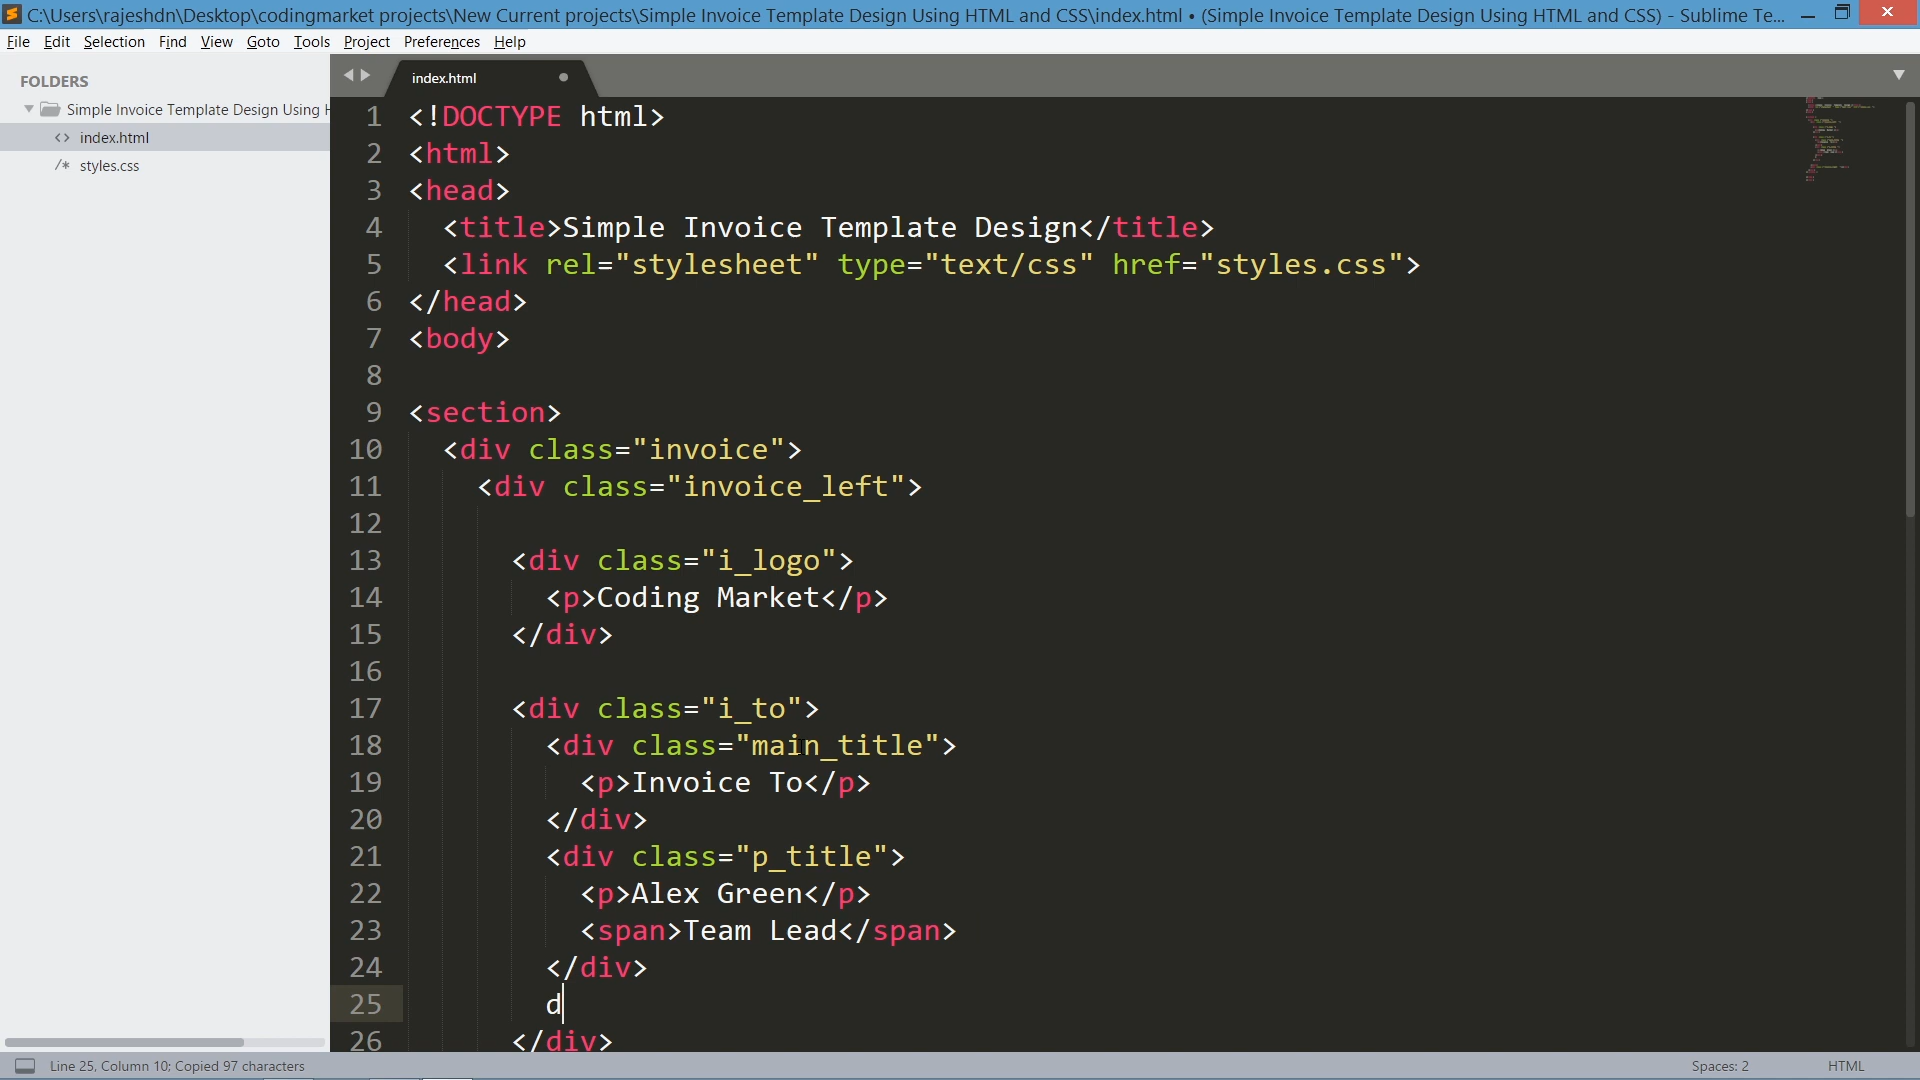 C:\Users\rajeshdn\Desktop\codingmarket projects\New Current projects\Simple Invoice Template Design Using HTML and CSS\index.html • (Simple Invoice Template Design Using HTML and CSS) - Sublime Te...
File Edit Selection Find View Goto Tools Project Preferences Help
FOLDERS
Simple Invoice Template Design Using H
<> index.html
/* styles.css
index.html
1 <!DOCTYPE html>
2 <html>
3 <head>
4 <title>Simple Invoice Template Design</title>
5 <link rel="stylesheet" type="text/css" href="styles.css">
6 </head>
7 <body>
8
9 <section>
10 <div class="invoice">
11 <div class="invoice_left">
12
13 <div class="i_logo">
14 <p>Coding Market</p>
15 </div>
16
17 <div class="i_to">
18 <div class="main_title">
19 <p>Invoice To</p>
20 </div>
21 <div class="p_title">
22 <p>Alex Green</p>
23 <span>Team Lead</span>
24 </div>
25 d
26 </div>
Line 25, Column 10; Copied 97 characters
Spaces: 2
HTML